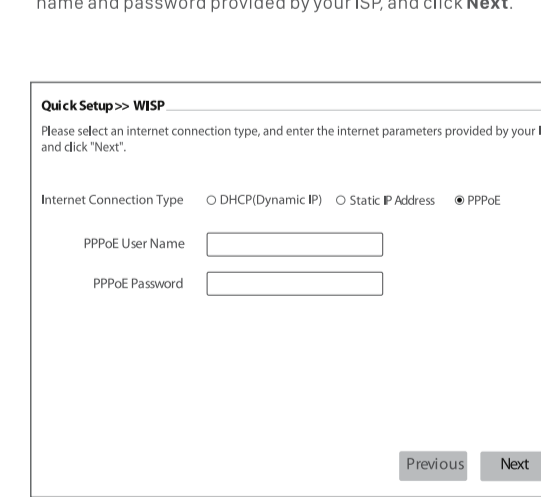 name and password provided by your ISP, and click Next.
Quick Setup>> WISP
Please select an internet connection type, and enter the internet parameters provided by your
and click "Next".
Internet Connection Type DHCP(Dynamic IP) Static IP Address PPPoE
PPPoE User Name
PPPoE Password
Previous Next